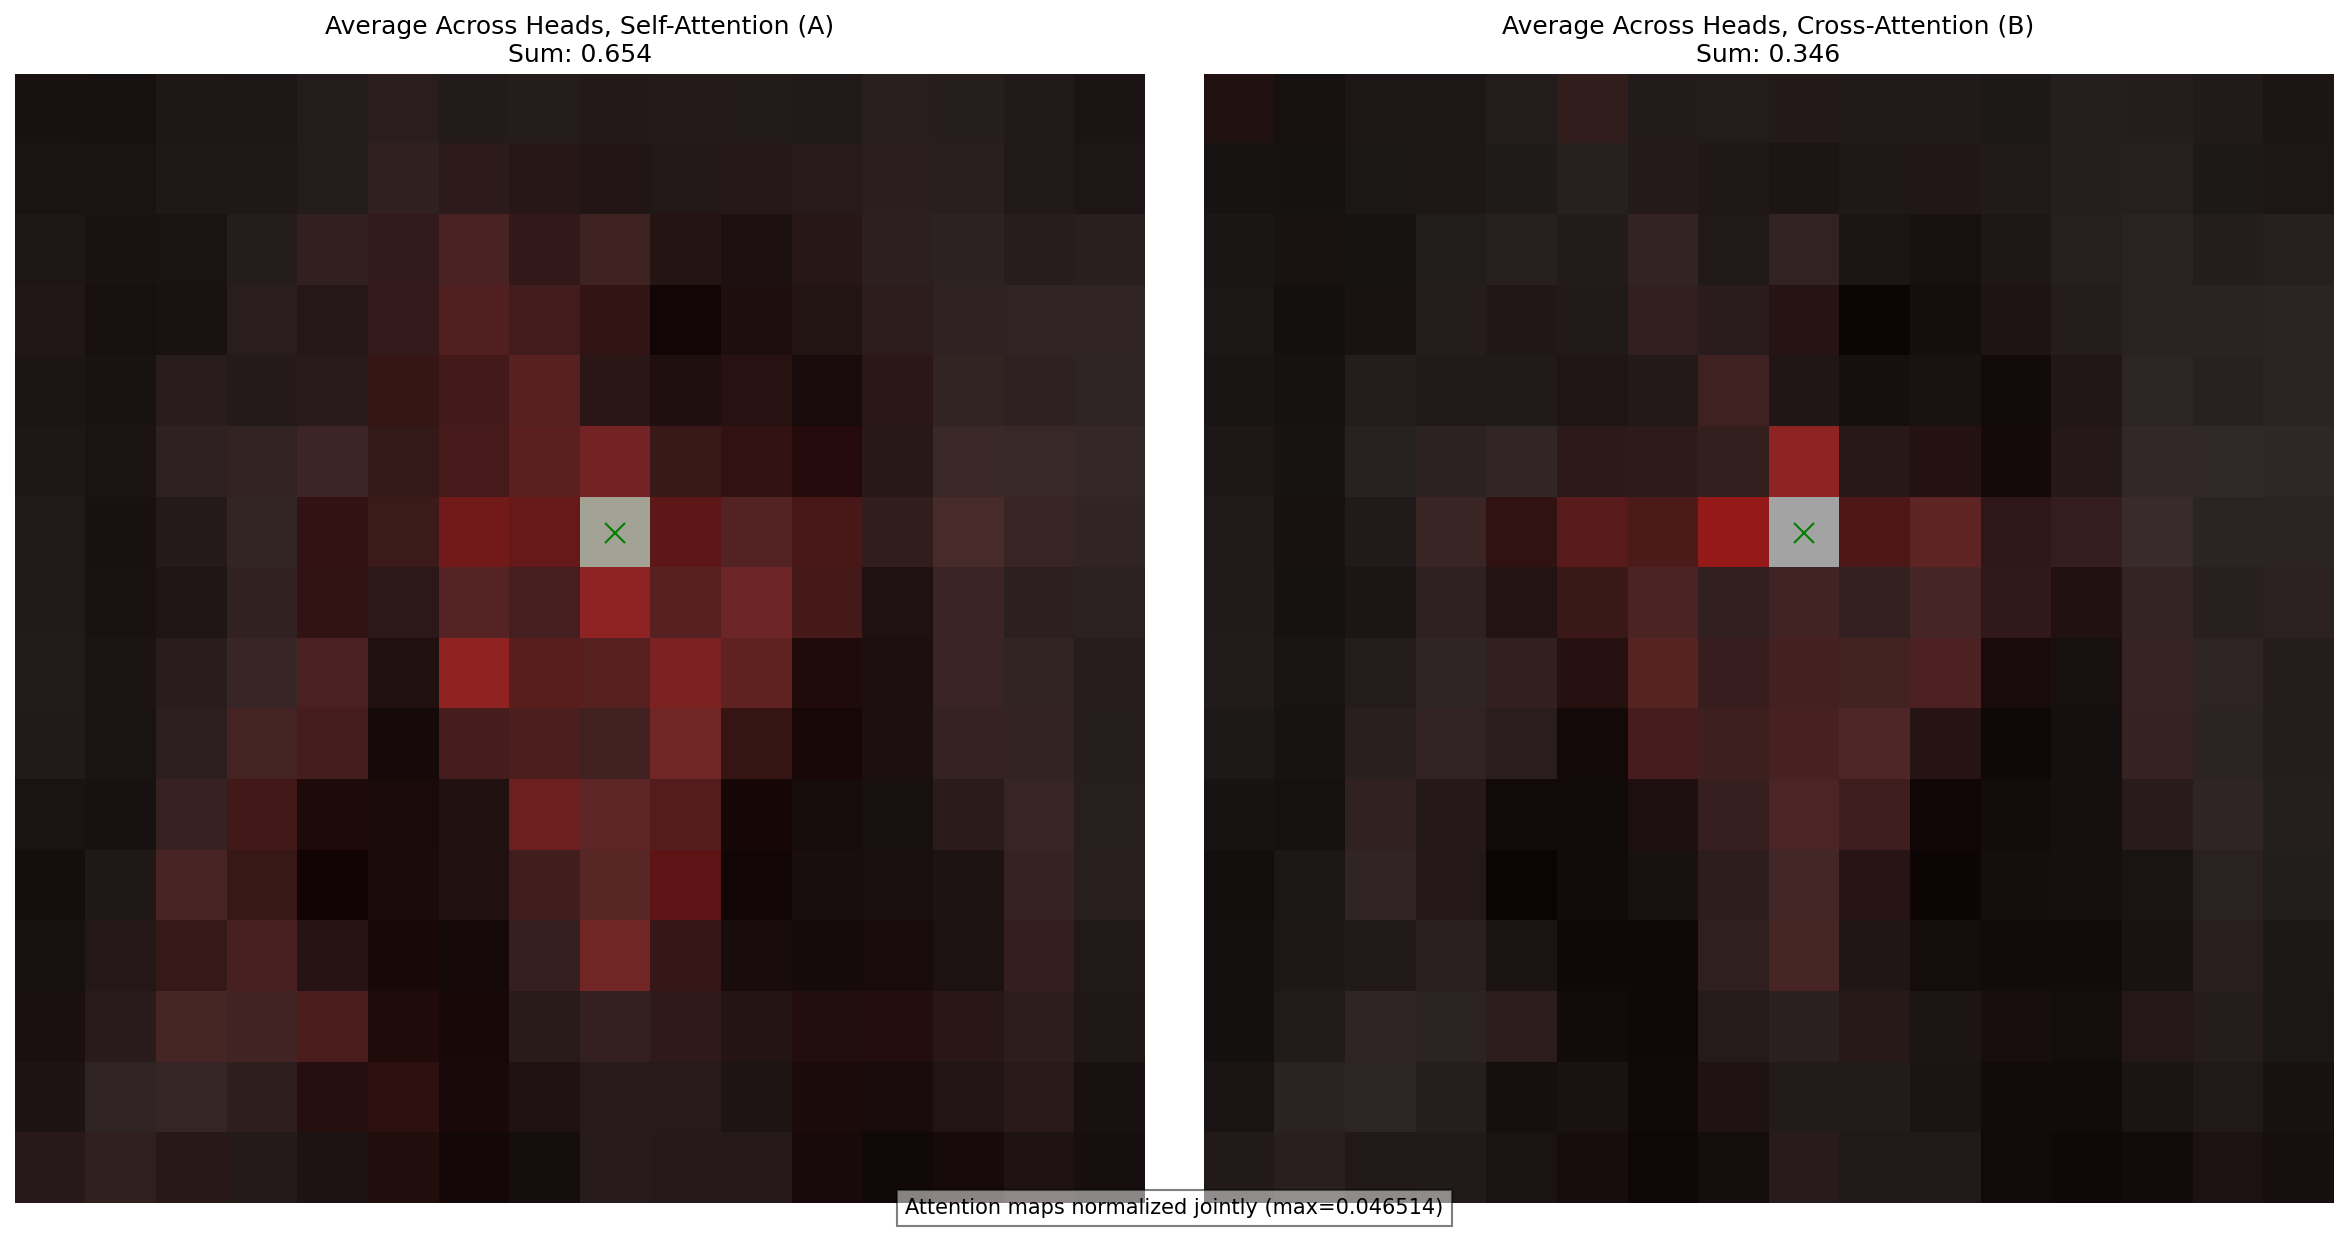 Average Across Heads, Self-Attention (A)
Sum: 0.654
Average Across Heads, Cross-Attention (B)
Sum: 0.346
Attention maps normalized jointly (max=0.046514)